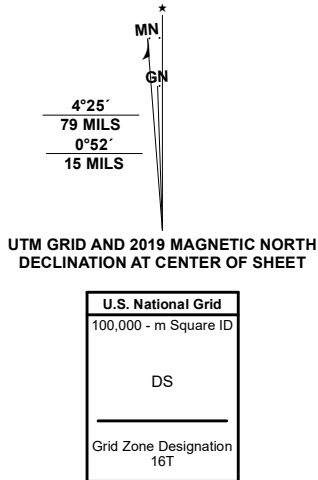 MN
GN
4°25´
79 MILS
0°52´
15 MILS
UTM GRID AND 2019 MAGNETIC NORTH
DECLINATION AT CENTER OF SHEET
U.S. National Grid
100,000 - m Square ID
DS
Grid Zone Designation
16T